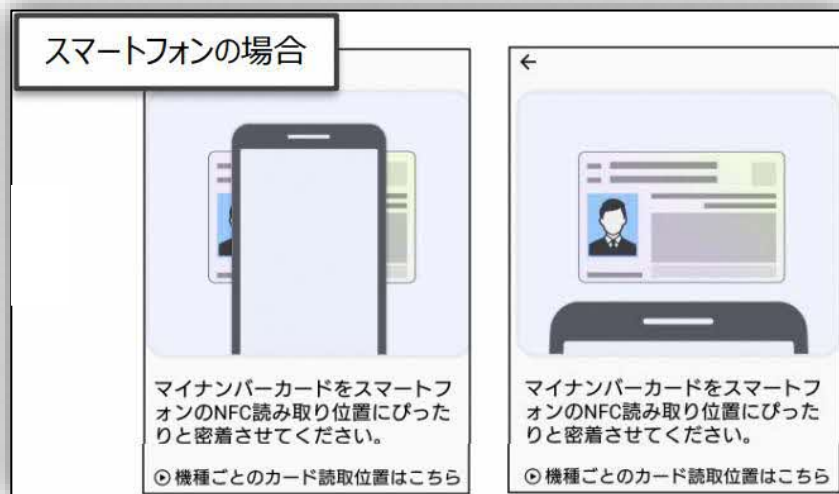 スマートフォンの場合
マイナンバーカードをスマートフ
ォンのNFC読み取り位置にぴった
りと密着させてください。
機種ごとのカード読取位置はこちら
←
マイナンバーカードをスマートフ
ォンのNFC読み取り位置にぴった
りと密着させてください。
機種ごとのカード読取位置はこちら